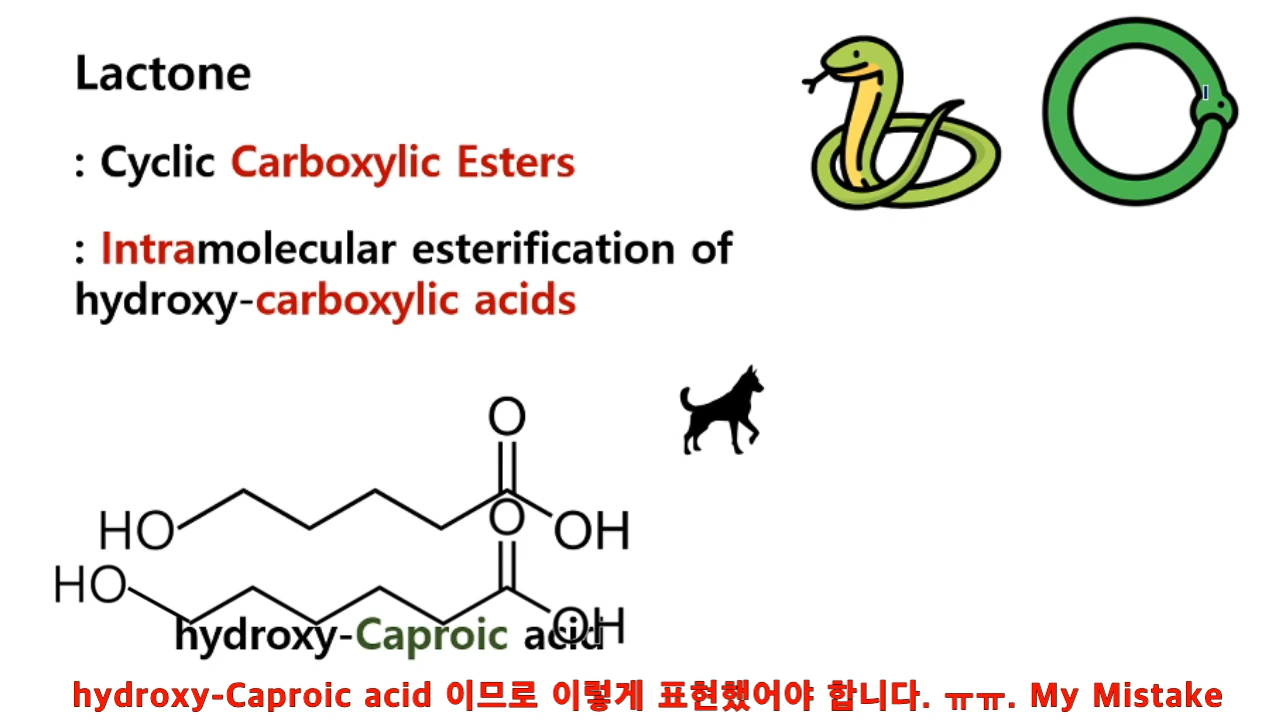 Lactone
: Cyclic Carboxylic Esters
: Intramolecular esterification of
hydroxy-carboxylic acids
O
HO
OH
O
HO
OH
hydroxy-Caproic acid
hydroxy-Caproic acid 이므로 이렇게 표현했어야 합니다. ㅠㅠ. My Mistake